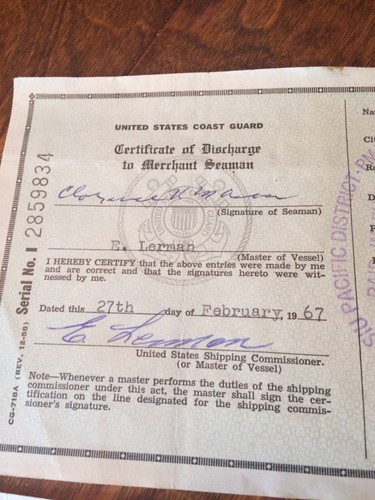 UNITED STATES COAST GUARD
Certificate of Discharge
to Merchant Seaman
(Signature of Seaman)
E. Lerman
(Master of Vessel)
I HEREBY CERTIFY that the above entries were made by me
and are correct and that the signatures hereto were wit-
nessed by me.
Dated this 27th day of February, 1967
E Lerman
United States Shipping Commissioner.
(or Master of Vessel)
Note—Whenever a master performs the duties of the shipping
commissioner under this act, the master shall sign the cer-
tification on the line designated for the shipping commis-
sioner's signature.
Serial No. 2859834
CG-718A (REV. 12-58)
PACIFIC DISTRICT